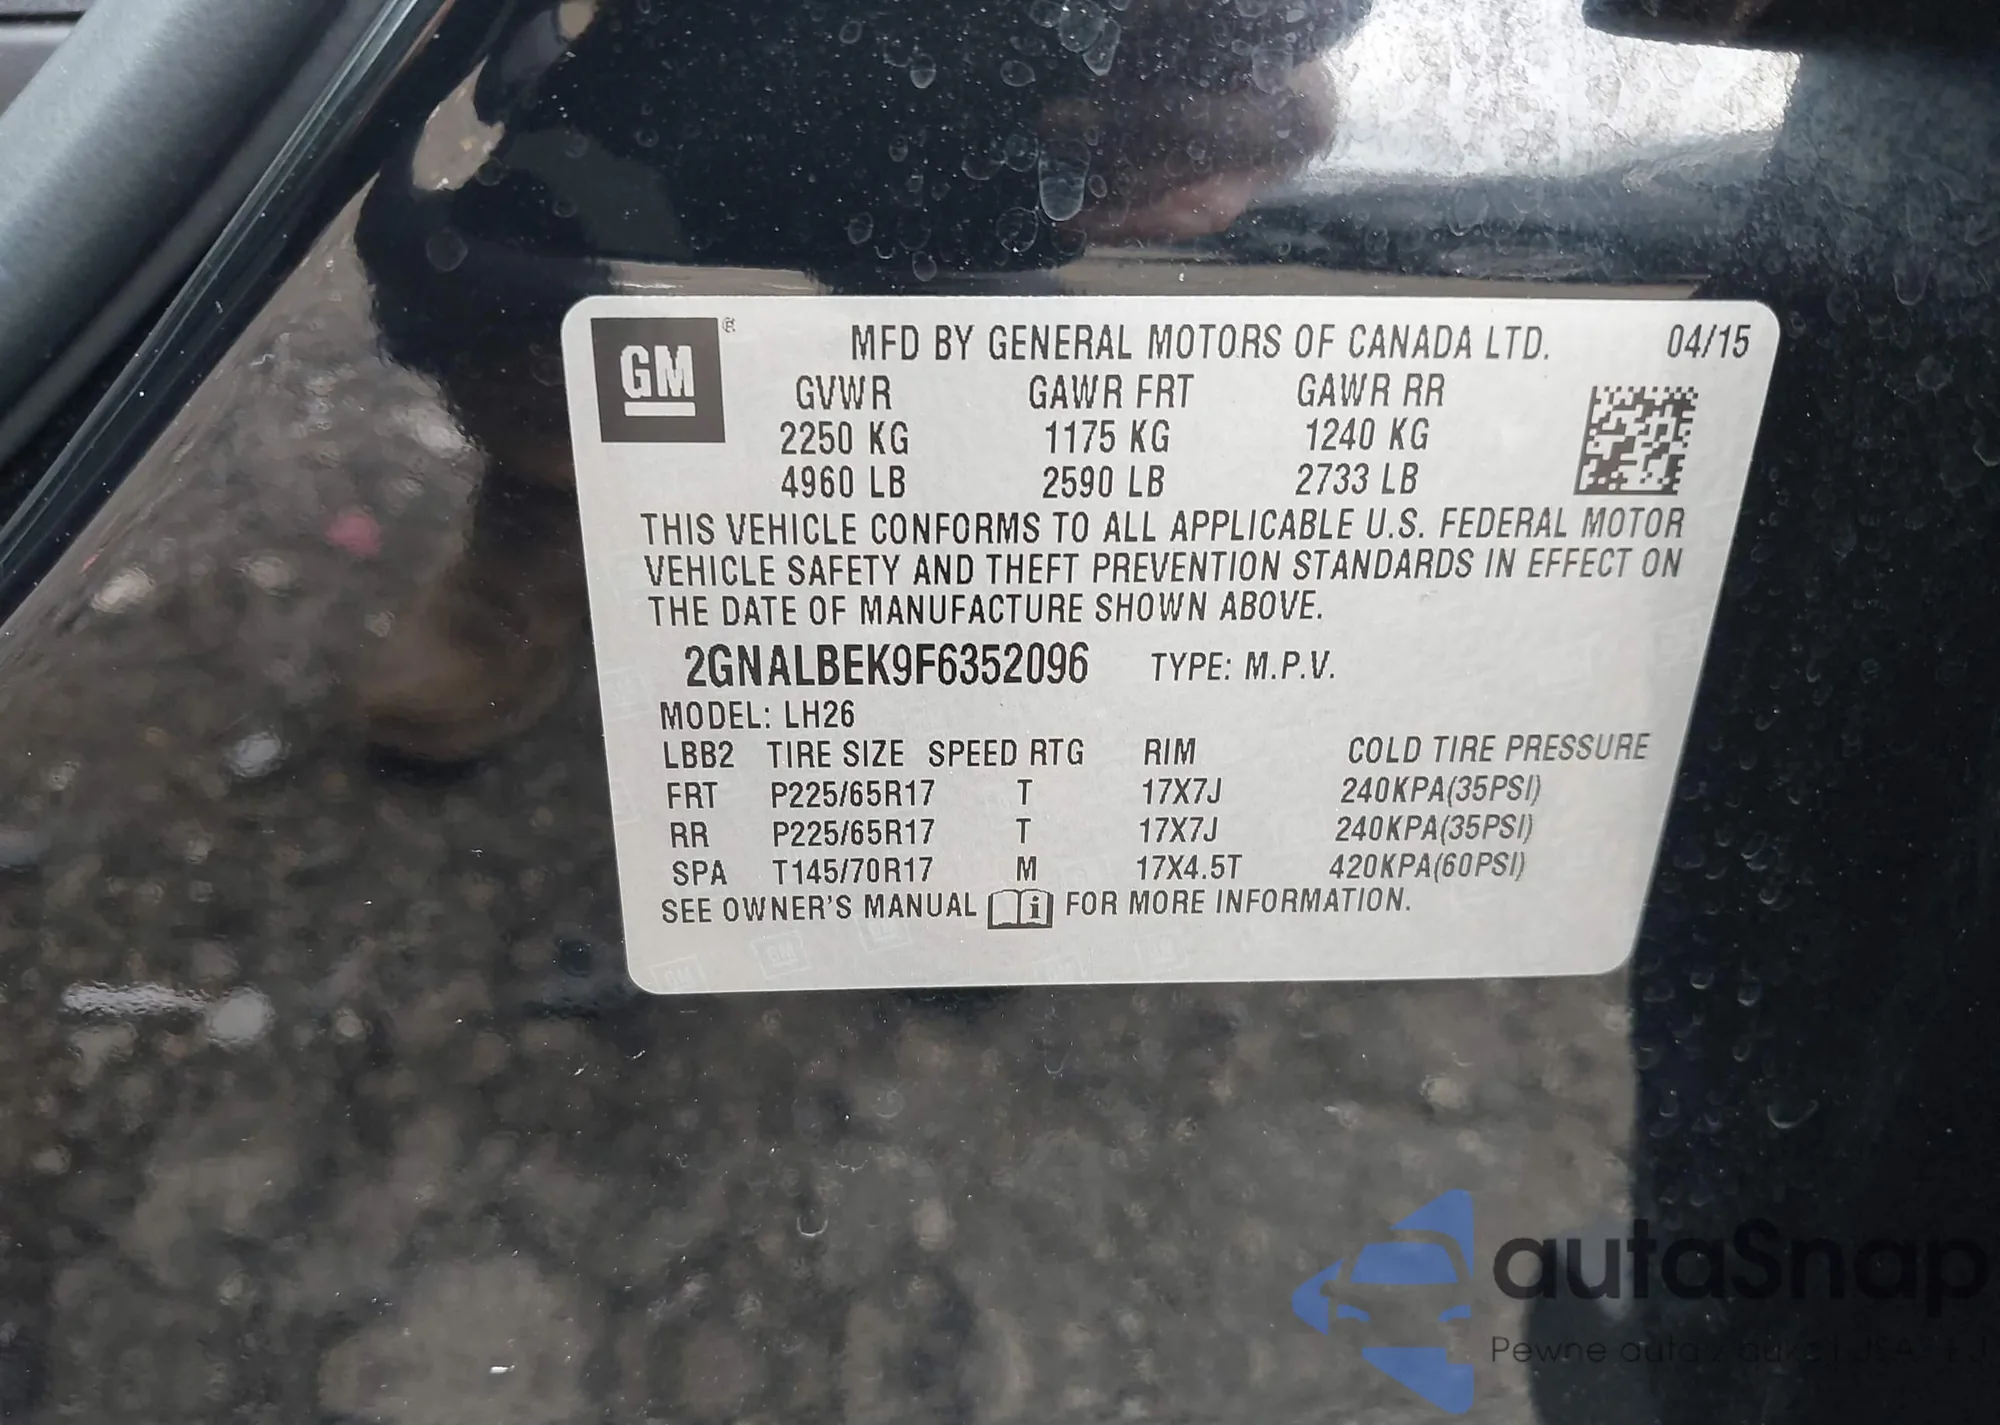 GM ®
MFD BY GENERAL MOTORS OF CANADA LTD. 04/15
GVWR GAWR FRT GAWR RR
2250 KG 1175 KG 1240 KG
4960 LB 2590 LB 2733 LB
THIS VEHICLE CONFORMS TO ALL APPLICABLE U.S. FEDERAL MOTOR
VEHICLE SAFETY AND THEFT PREVENTION STANDARDS IN EFFECT ON
THE DATE OF MANUFACTURE SHOWN ABOVE.
2GNALBEK9F6352096 TYPE: M.P.V.
MODEL: LH26
LBB2 TIRE SIZE SPEED RTG RIM COLD TIRE PRESSURE
FRT P225/65R17 T 17X7J 240KPA(35PSI)
RR P225/65R17 T 17X7J 240KPA(35PSI)
SPA T145/70R17 M 17X4.5T 420KPA(60PSI)
SEE OWNER'S MANUAL i FOR MORE INFORMATION.
autaSnap
Pewne auta z